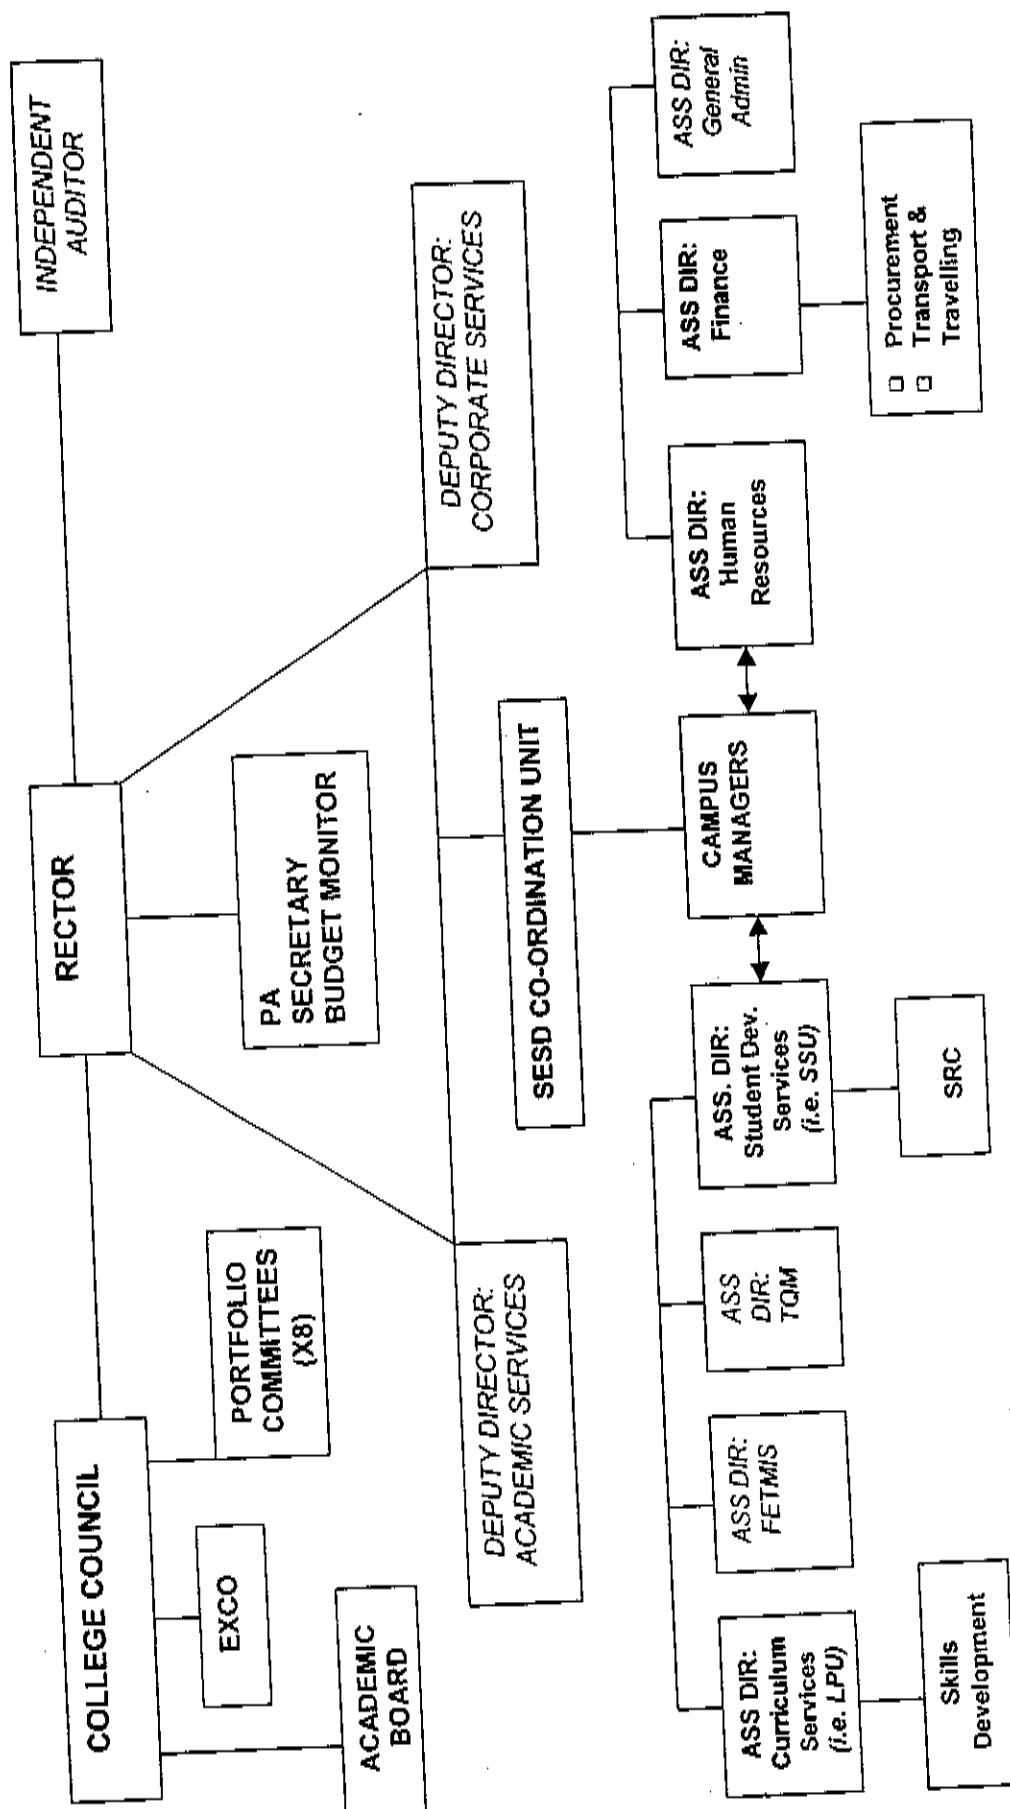 INDEPENDENT
AUDITOR
RECTOR
COLLEGE COUNCIL
PA
SECRETARY
BUDGET MONITOR
PORTFOLIO
COMMITTEES
(X8)
EXCO
ACADEMIC
BOARD
DEPUTY DIRECTOR:
ACADEMIC SERVICES
DEPUTY DIRECTOR:
CORPORATE SERVICES
SESD CO-ORDINATION UNIT
ASS DIR:
Curriculum
Services
(i.e. LPU)
ASS DIR:
FETMIS
ASS
DIR:
TQM
ASS. DIR:
Student Dev.
Services
(i.e. SSU)
CAMPUS
MANAGERS
ASS DIR:
Human
Resources
ASS DIR:
Finance
ASS DIR:
General
Admin
Skills
Development
SRC
□ Procurement
□ Transport &
Travelling